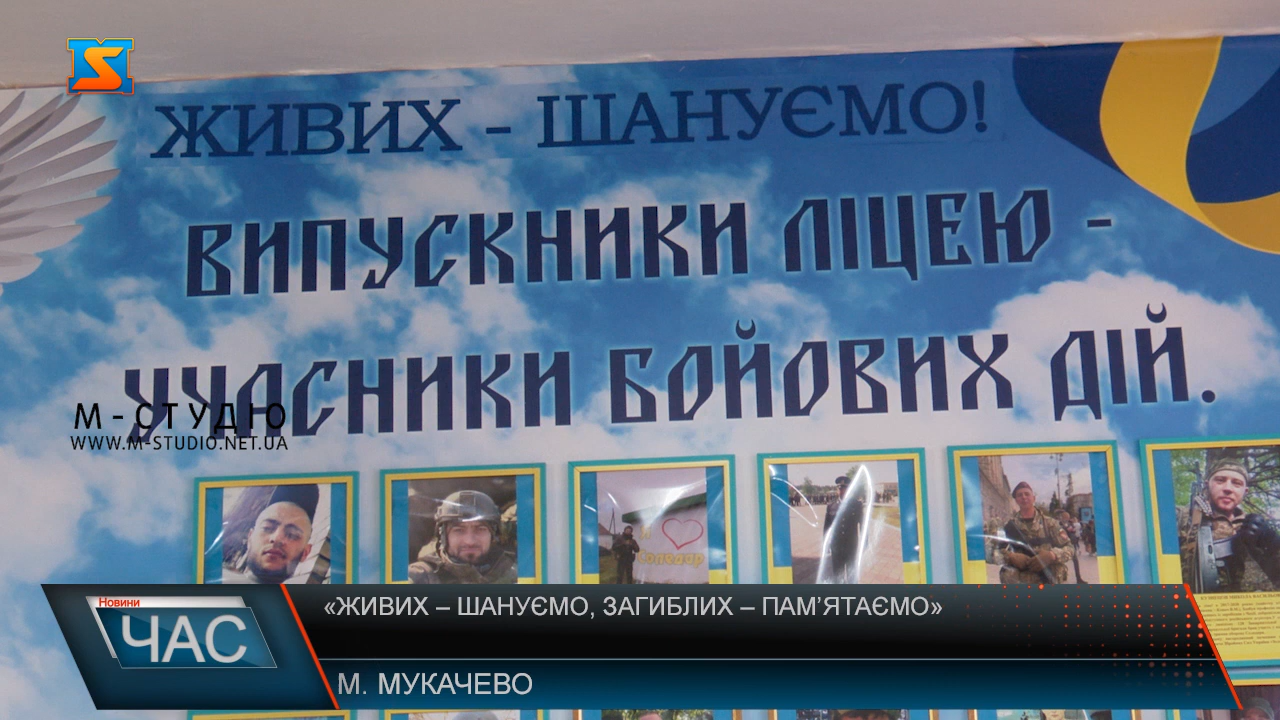 ЖИВИХ - ШАНУЄМО!
ВИПУСКНИКИ ЛІЦЕЮ -
УЧАСНИКИ БОЙОВИХ ДІЙ.
М-СТУДІЮ
WWW.M-STUDIO.NET.UA
Я
Соледар
Новини
ЧАС
«ЖИВИХ – ШАНУЄМО, ЗАГИБЛИХ – ПАМ’ЯТАЄМО»
М. МУКАЧЕВО